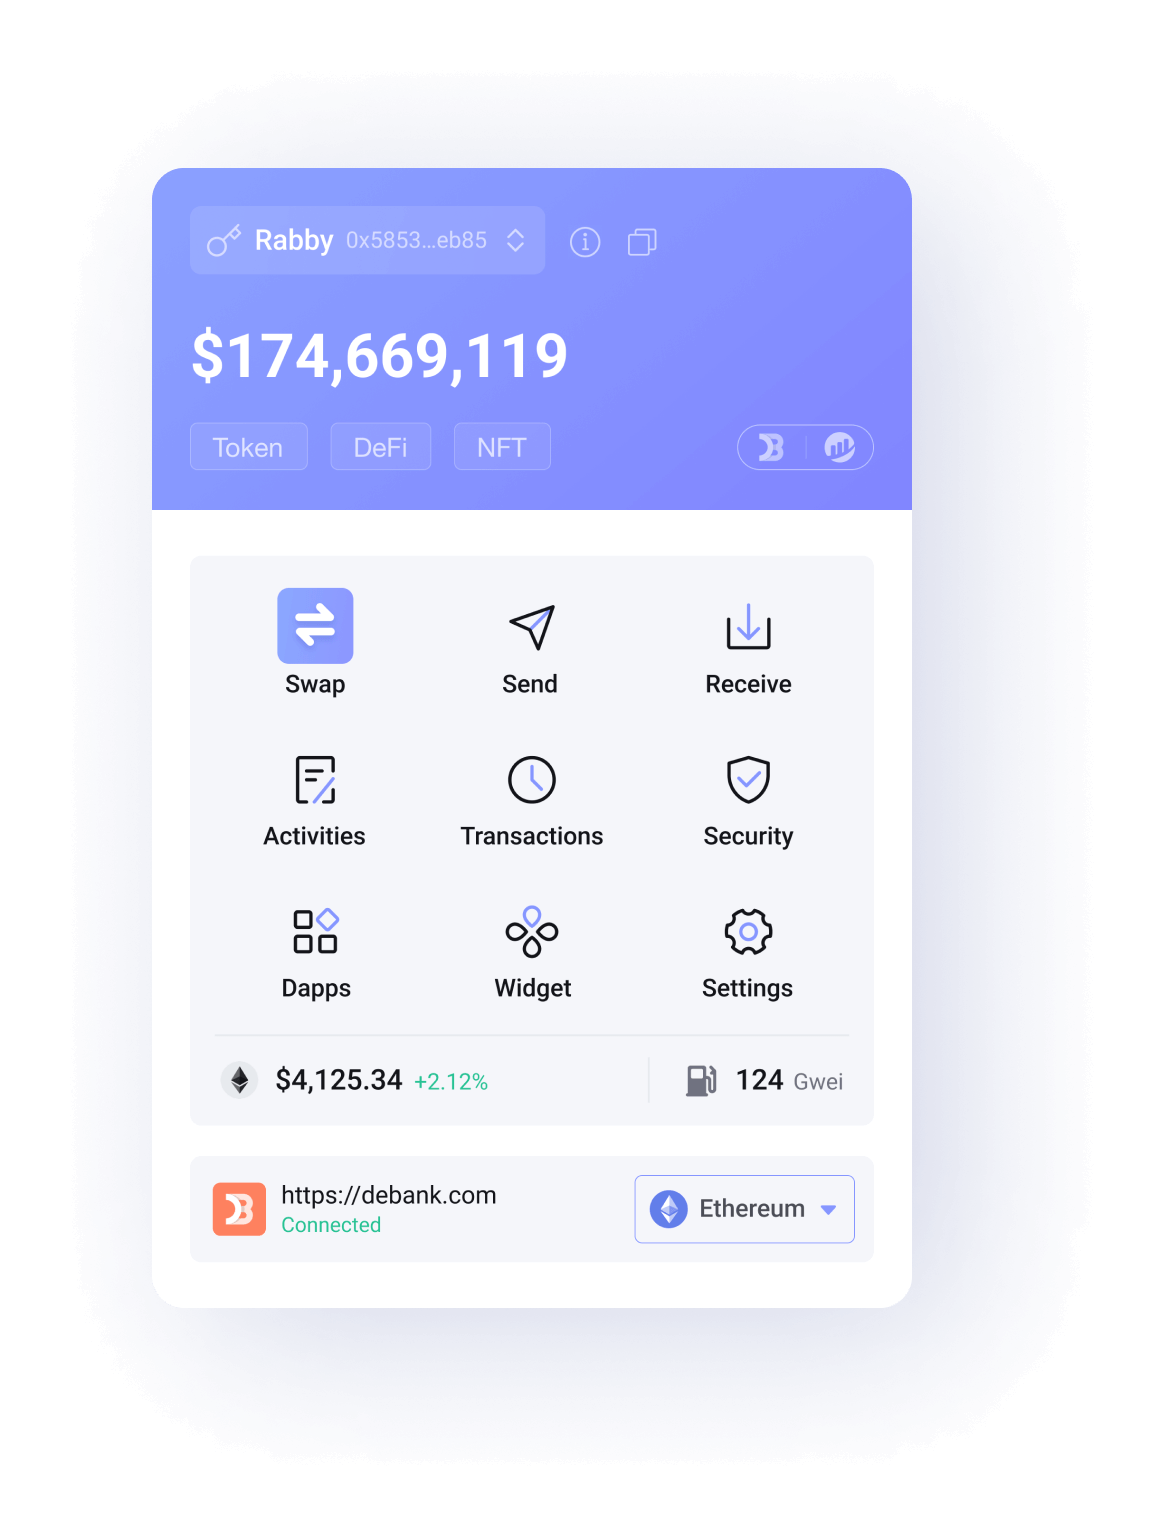 Rabby 0x5853...eb85
$174,669,119
Token DeFi NFT
Swap Send Receive
Activities Transactions Security
Dapps Widget Settings
$4,125.34 +2.12% 124 Gwei
https://debank.com
Connected
Ethereum